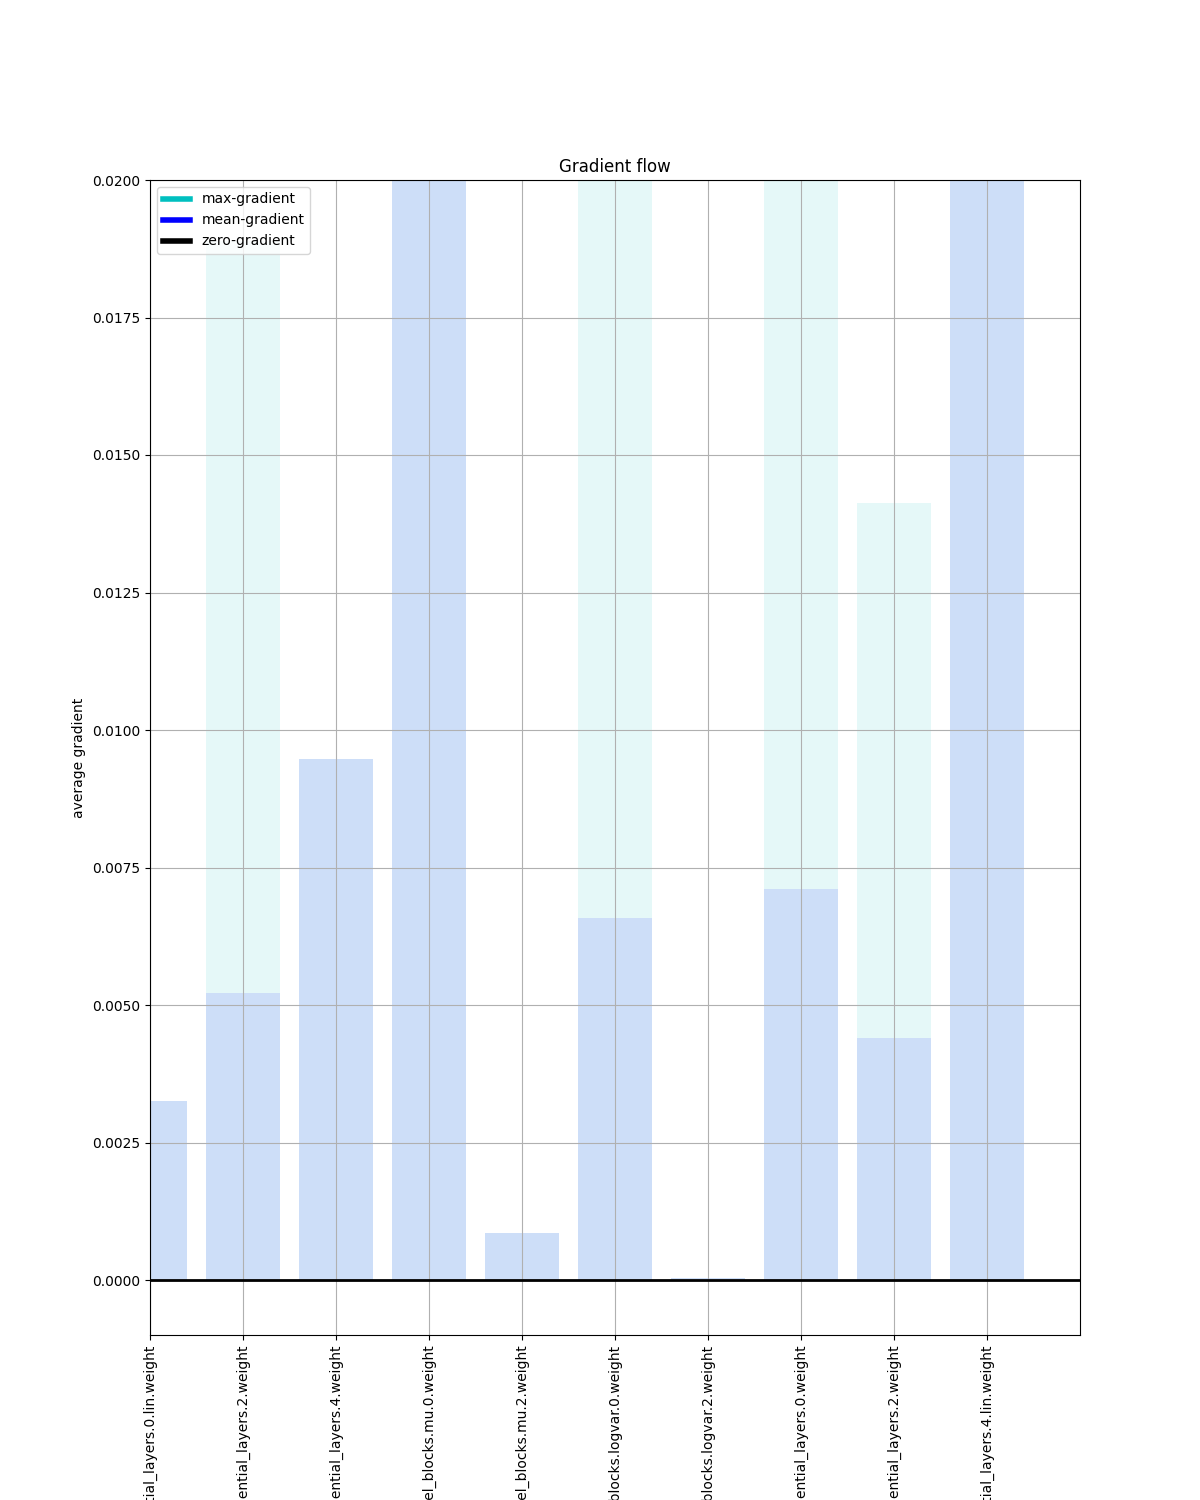 Gradient flow
max-gradient
mean-gradient
zero-gradient
0.0200
0.0175
0.0150
0.0125
0.0100
0.0075
0.0050
0.0025
0.0000
average gradient
tial_layers.0.lin.weight
ential_layers.2.weight
ential_layers.4.weight
el_blocks.mu.0.weight
el_blocks.mu.2.weight
blocks.logvar.0.weight
blocks.logvar.2.weight
ential_layers.0.weight
ential_layers.2.weight
tial_layers.4.lin.weight